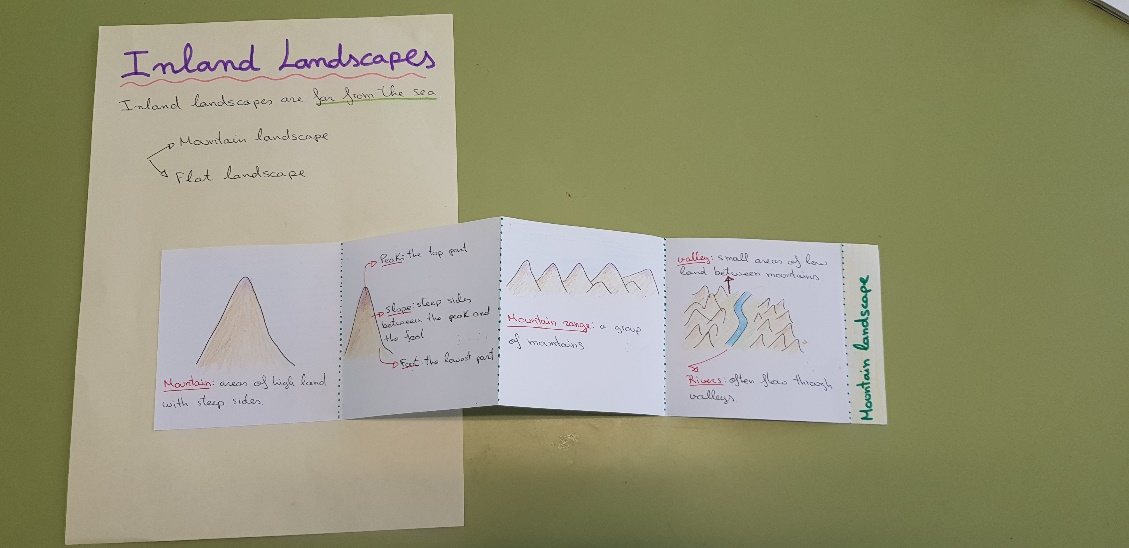 Inland Landscapes
Inland landscapes are far from the sea
Mountain landscape
Flat landscape
Mountain: areas of high land
with steep sides.
Peak: the top part
Slope: steep sides
between the peak and
the foot
Foot: the lowest part
Mountain range: a group
of mountains
Valley: small areas of low
land between mountains
Rivers: often flow through
valleys
Mountain landscape